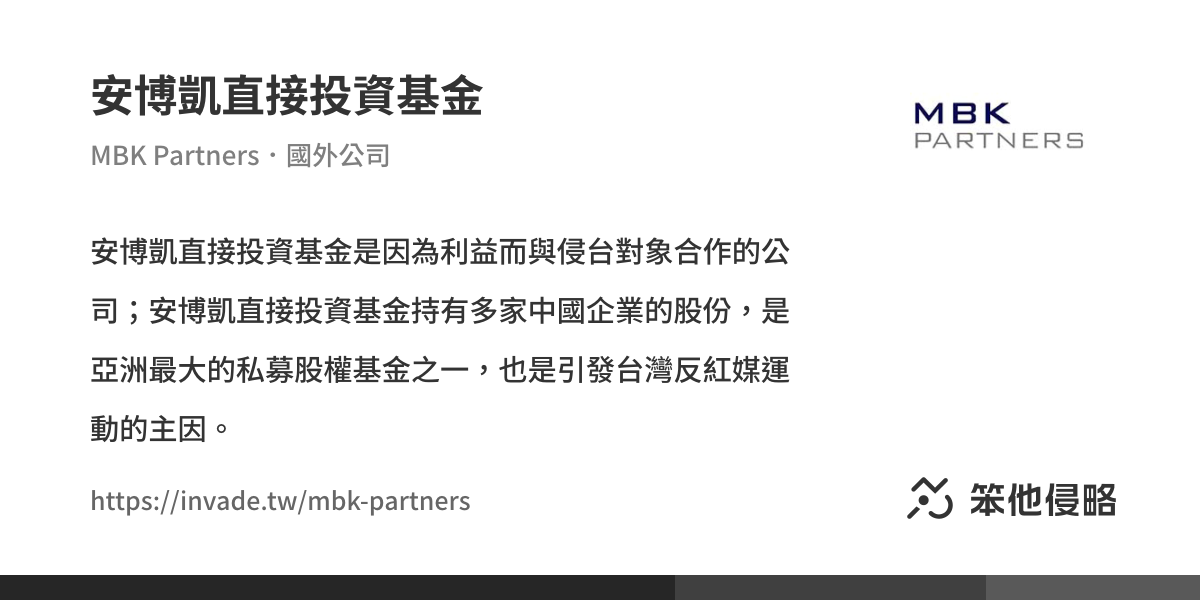 安博凱直接投資基金
MBK Partners・國外公司
MBK
PARTNERS
安博凱直接投資基金是因為利益而與侵台對象合作的公
司；安博凱直接投資基金持有多家中國企業的股份，是
亞洲最大的私募股權基金之一，也是引發台灣反紅媒運
動的主因。
https://invade.tw/mbk-partners
笨他侵略